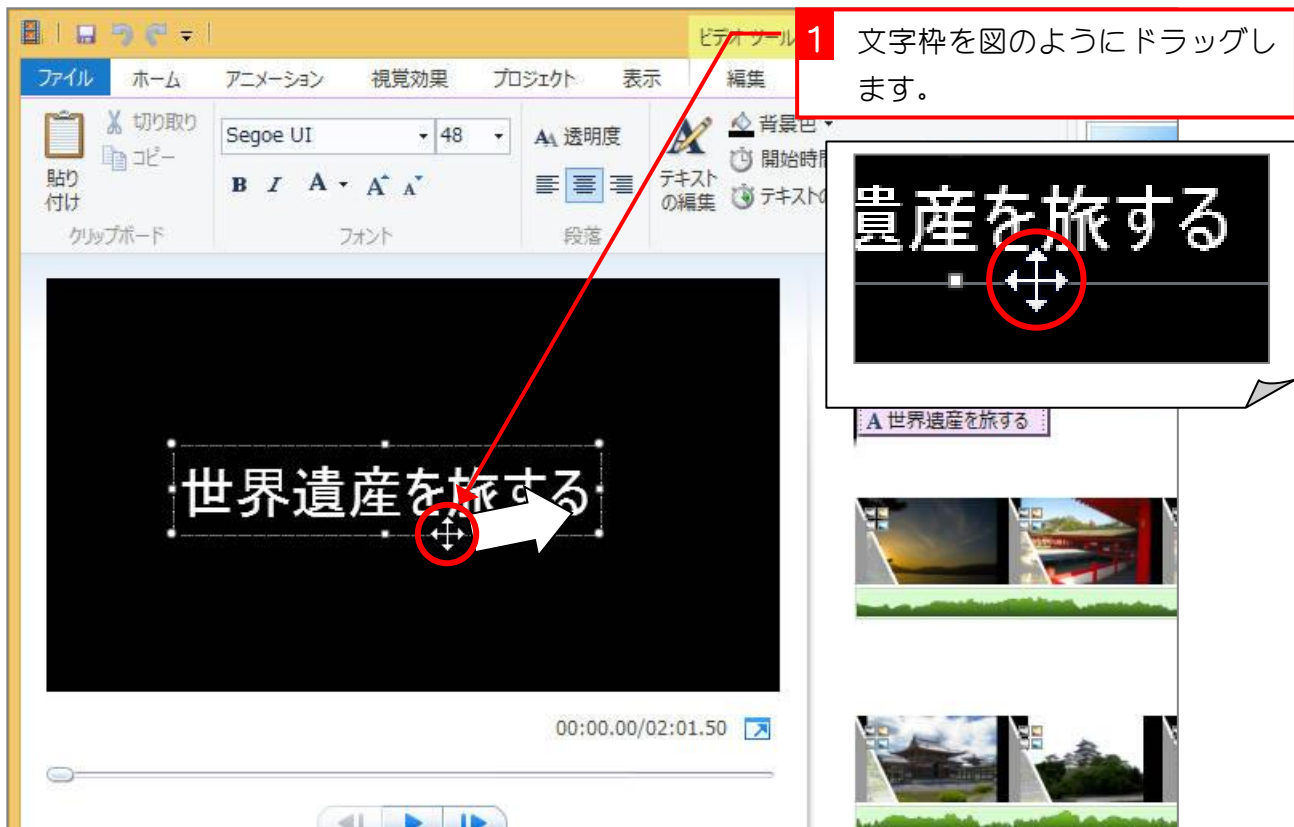 ビデオ ツール
1 文字枠を図のようにドラッグし
ます。
ファイル ホーム アニメーション 視覚効果 プロジェクト 表示 編集
貼り
付け
切り取り
コピー
クリップボード
Segoe UI 48
B I A A A
フォント
AA 透明度
段落
テキスト
の編集
背景色
開始時間
テキストの
遺産を旅する
世界遺産を旅する
A 世界遺産を旅する
00:00.00/02:01.50